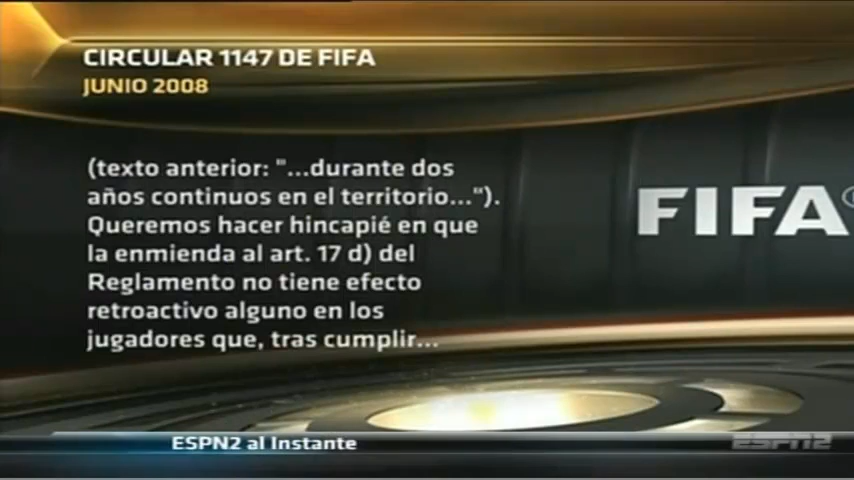 CIRCULAR 1147 DE FIFA
JUNIO 2008
(texto anterior: "...durante dos
años continuos en el territorio...").
Queremos hacer hincapié en que
la enmienda al art. 17 d) del
Reglamento no tiene efecto
retroactivo alguno en los
jugadores que, tras cumplir...
FIFA
ESPN2 al Instante
ESPN2